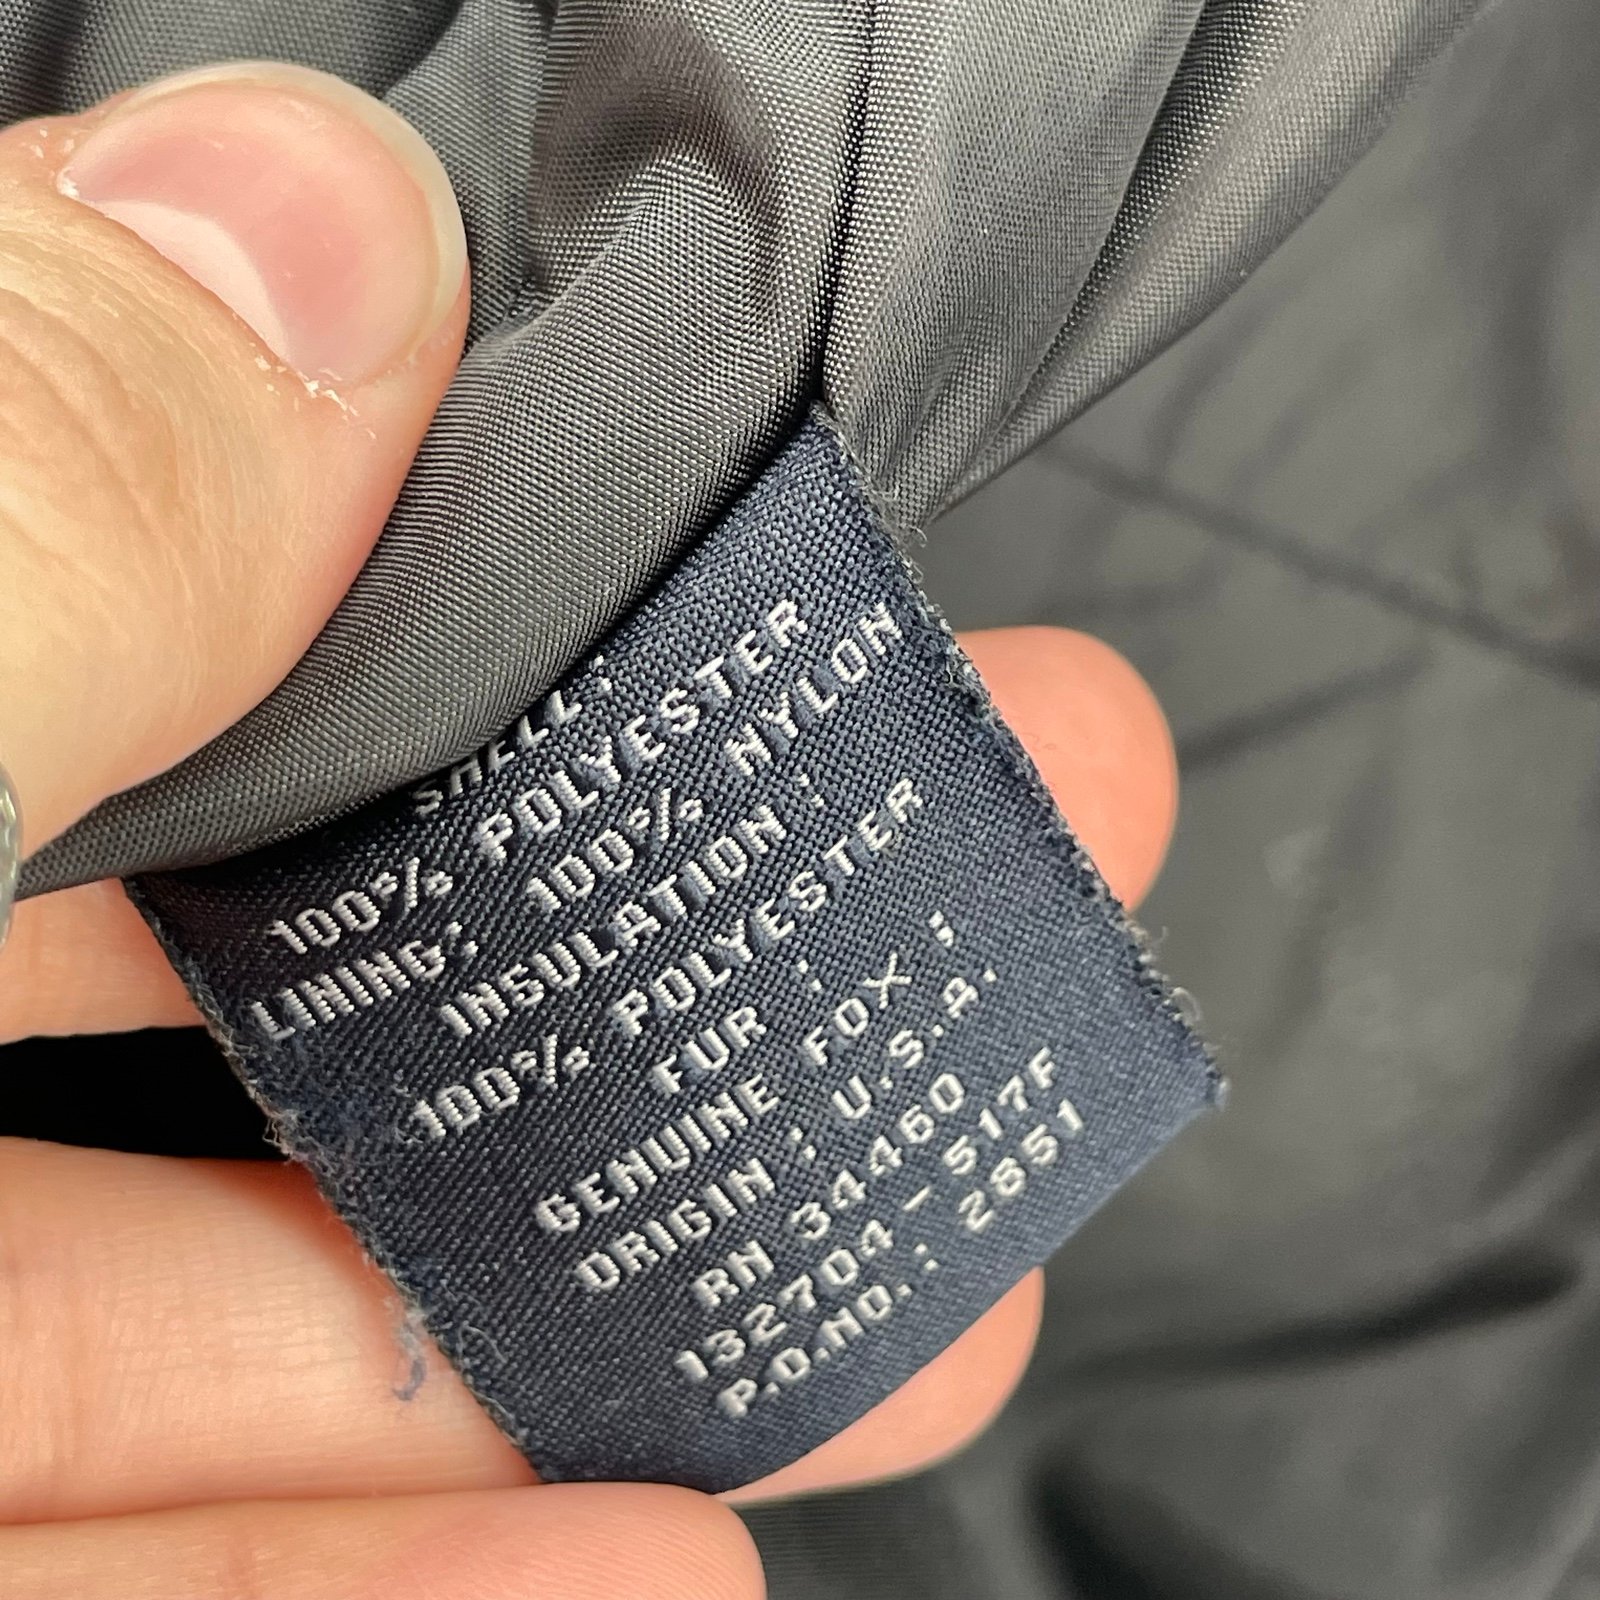 SHELL:
100% POLYESTER
LINING: 100% NYLON
INSULATION:
100% POLYESTER
FUR:
GENUINE FOX;
ORIGIN: U.S.A.
RN 34460
132704-517F
P.O.NO.: 2851